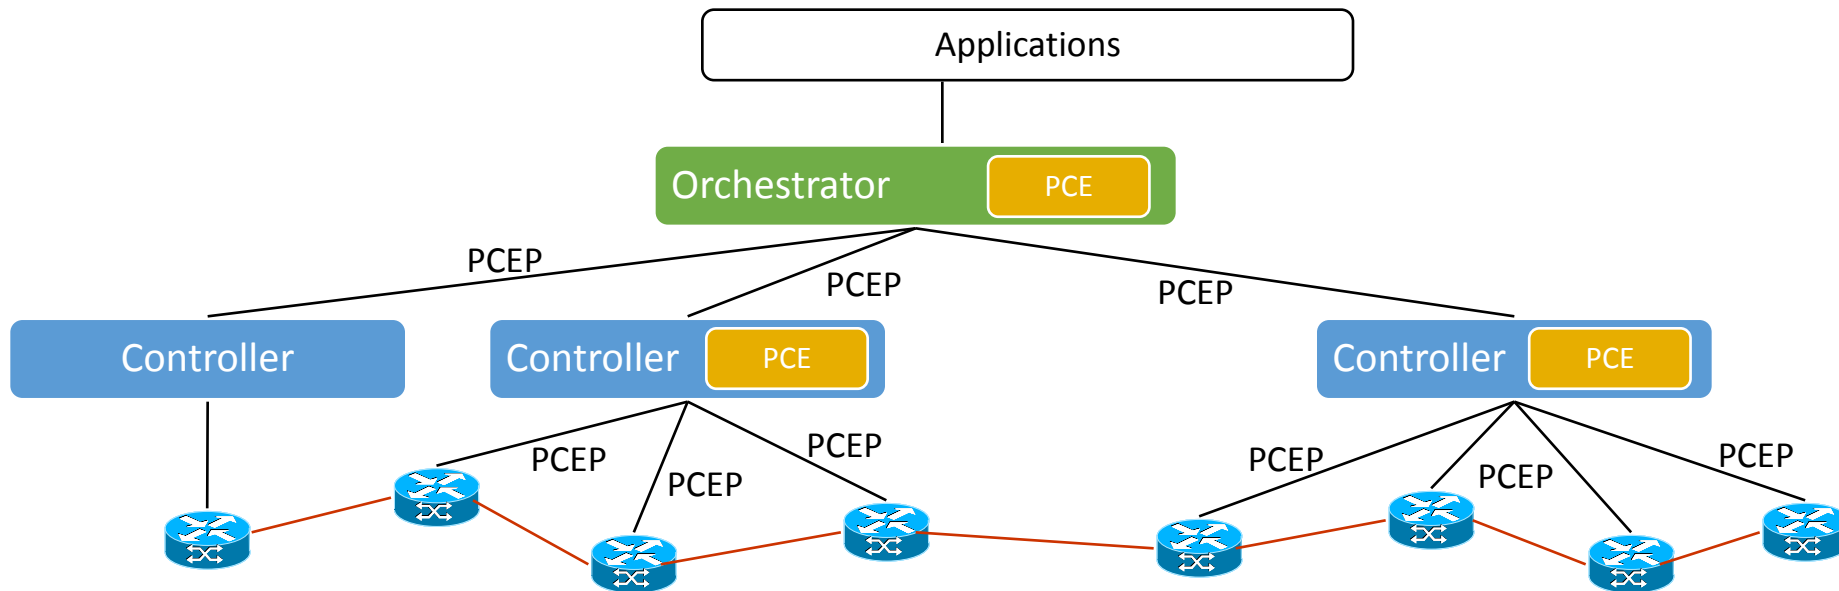 Applications
Orchestrator PCE
PCEP
PCEP
PCEP
Controller
Controller PCE
Controller PCE
PCEP
PCEP
PCEP
PCEP
PCEP
PCEP